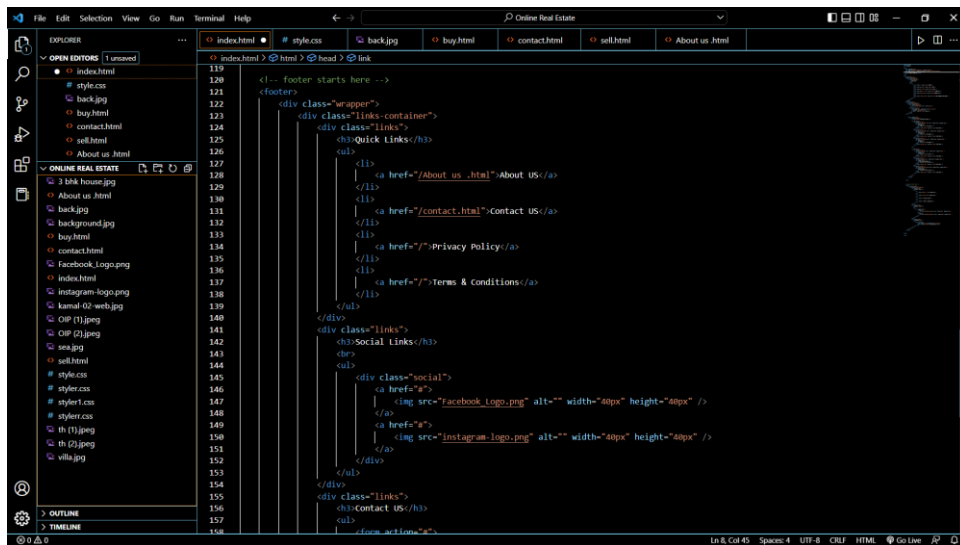 File Edit Selection View Go Run Terminal Help
Online Real Estate
EXPLORER
OPEN EDITORS 1 unsaved
index.html
style.css
back.jpg
buy.html
contact.html
sell.html
About us .html
ONLINE REAL ESTATE
3 bhk house.jpg
About us .html
back.jpg
background.jpg
buy.html
contact.html
Facebook_Logo.png
index.html
instagram-logo.png
kamal-02-web.jpg
OIP (1).jpeg
OIP (2).jpeg
sea.jpg
sell.html
style.css
styler.css
styler1.css
stylerr.css
th (1).jpeg
th (2).jpeg
villa.jpg
OUTLINE
TIMELINE
index.html style.css back.jpg buy.html contact.html sell.html About us .html
index.html > html > head > link
119
120 <!-- footer starts here -->
121 <footer>
122 <div class="wrapper">
123 <div class="links-container">
124 <div class="links">
125 <h3>Quick Links</h3>
126 <ul>
127 <li>
128 <a href="/About us .html">About US</a>
129 </li>
130 <li>
131 <a href="/contact.html">Contact US</a>
132 </li>
133 <li>
134 <a href="/">Privacy Policy</a>
135 </li>
136 <li>
137 <a href="/">Terms & Conditions</a>
138 </li>
139 </ul>
140 </div>
141 <div class="links">
142 <h3>Social Links</h3>
143 <br>
144 <ul>
145 <div class="social">
146 <a href="#">
147 <img src="Facebook_Logo.png" alt="" width="40px" height="40px" />
148 </a>
149 <a href="#">
150 <img src="instagram-logo.png" alt="" width="40px" height="40px" />
151 </a>
152 </div>
153 </ul>
154 </div>
155 <div class="links">
156 <h3>Contact US</h3>
157 <ul>
158 <form action="#">
0 0 Ln 8, Col 45 Spaces: 4 UTF-8 CRLF HTML Go Live